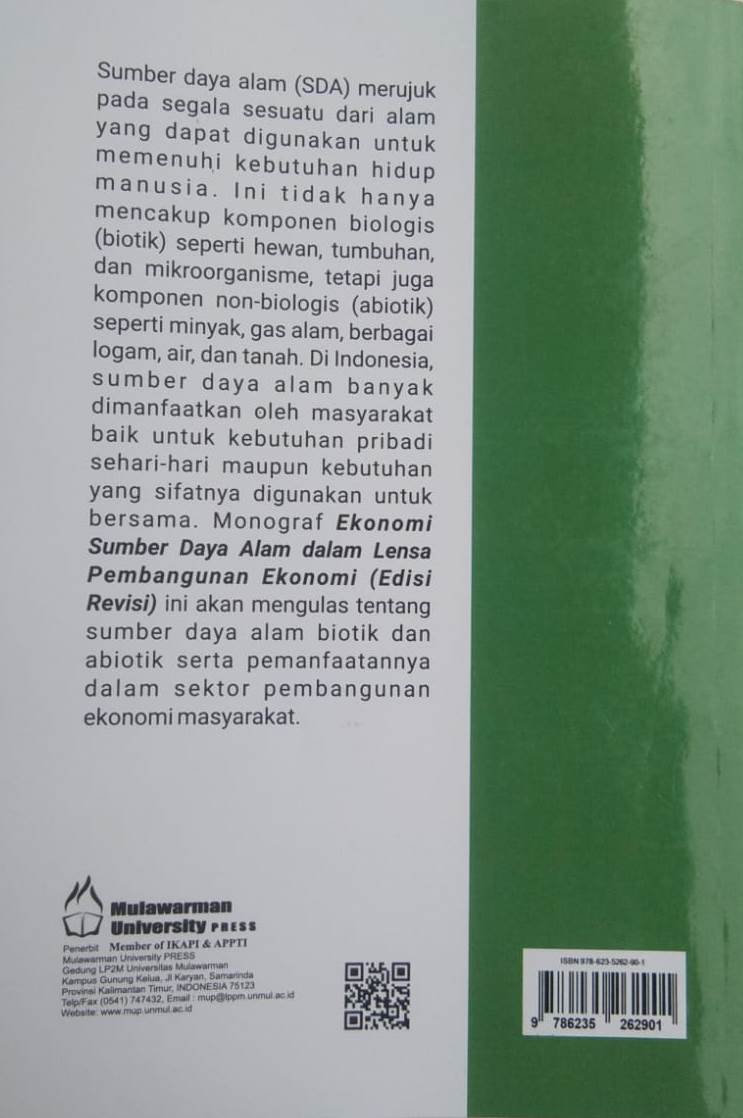 Sumber daya alam (SDA) merujuk
pada segala sesuatu dari alam
yang dapat digunakan untuk
memenuhi kebutuhan hidup
manusia. Ini tidak hanya
mencakup komponen biologis
(biotik) seperti hewan, tumbuhan,
dan mikroorganisme, tetapi juga
komponen non-biologis (abiotik)
seperti minyak, gas alam, berbagai
logam, air, dan tanah. Di Indonesia,
sumber daya alam banyak
dimanfaatkan oleh masyarakat
baik untuk kebutuhan pribadi
sehari-hari maupun kebutuhan
yang sifatnya digunakan untuk
bersama. Monograf Ekonomi
Sumber Daya Alam dalam Lensa
Pembangunan Ekonomi (Edisi
Revisi) ini akan mengulas tentang
sumber daya alam biotik dan
abiotik serta pemanfaatannya
dalam sektor pembangunan
ekonomi masyarakat.
Mulawarman
University PRESS
Penerbit Member of IKAPI & APPTI
Mulawarman University PRESS
Gedung LP2M Universitas Mulawarman
Kampus Gunung Kelua, Jl Karyan, Samarinda
Provinsi Kalimantan Timur, INDONESIA 75123
Telp/Fax (0541) 747432, Email : mup@lppm.unmul.ac.id
Website: www.mup.unmul.ac.id
ISBN 978-623-5262-90-1
9 786235 262901